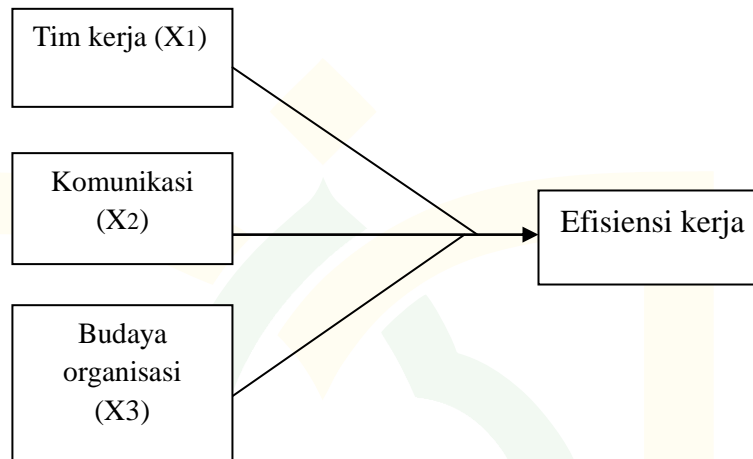 Tim kerja (X1)
Komunikasi
(X2)
Efisiensi kerja
Budaya
organisasi
(X3)